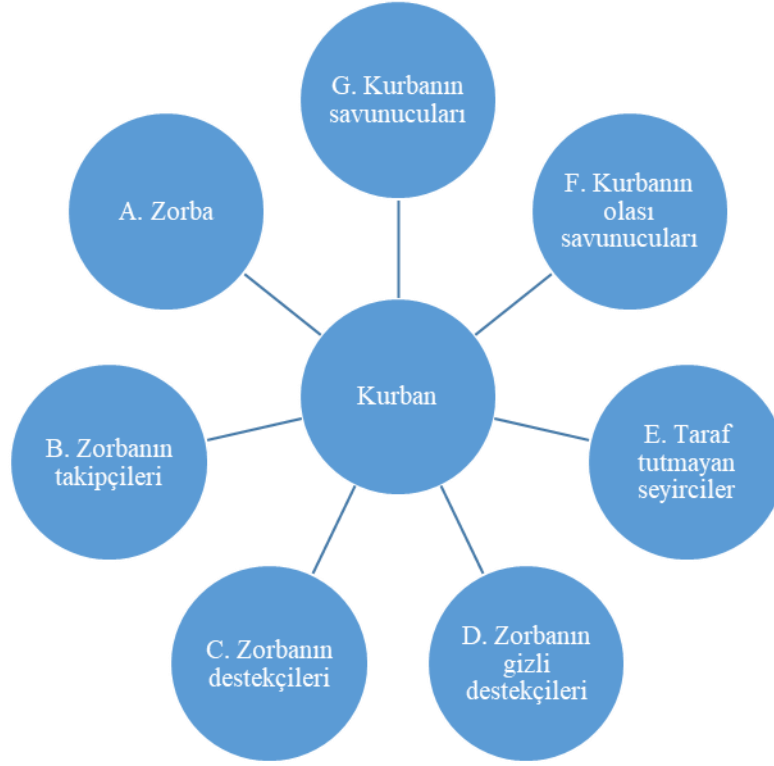 G. Kurbanın
savunucuları
A. Zorba
F. Kurbanın
olası
savunucuları
Kurban
B. Zorbanın
takipçileri
E. Taraf
tutmayan
seyirciler
C. Zorbanın
destekçileri
D. Zorbanın
gizli
destekçileri